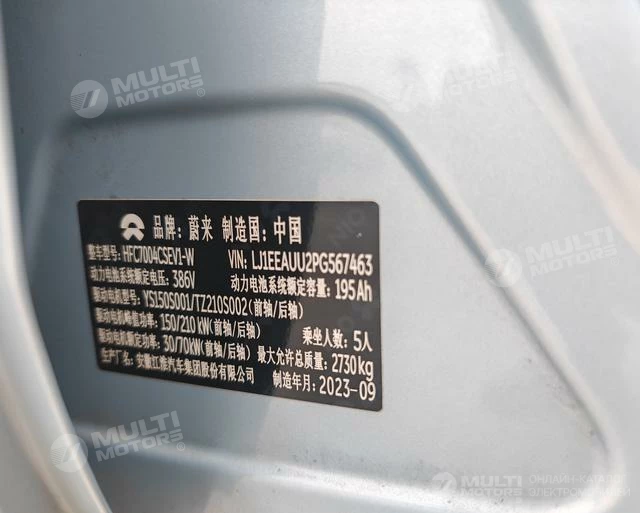 MULTI
MOTORS®
MULTI
MOTORS
品牌: 蔚来 制造国: 中国
整车型号: HFC7004CSEV1-W VIN: LJ1EEAUU2PG567463
动力电池系统额定电压: 386V 动力电池系统额定容量: 195Ah
驱动电机型号: YS150S001/TZ210S002(前轴/后轴)
驱动电机峰值功率: 150/210kW(前轴/后轴) 乘坐人数: 5人
驱动电机额定功率: 30/70kW(前轴/后轴) 最大允许总质量: 2730kg
生产厂名: 安徽江淮汽车集团股份有限公司 制造年月: 2023-09
MULTI
MOTORS
MULTI
MOTORS
ОНЛАЙН-КАТАЛОГ
ЭЛЕКТРОМОБИЛЕЙ